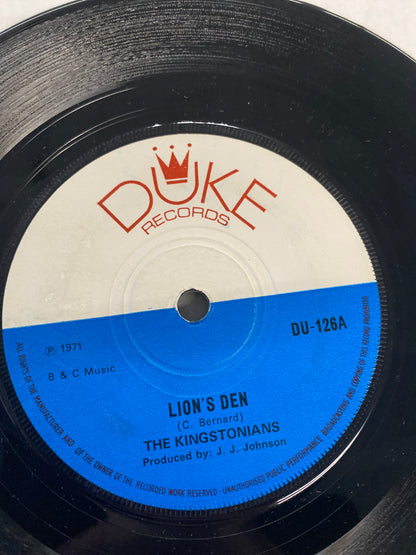 DUKE
RECORDS
DU-126A
Ⓟ 1971
B & C Music
LION'S DEN
(C. Bernard)
THE KINGSTONIANS
Produced by; J. J. Johnson
ALL RIGHTS OF THE MANUFACTURER AND OF THE OWNER OF THE RECORDED WORK RESERVED · UNAUTHORISED PUBLIC PERFORMANCE, BROADCASTING AND COPYING OF THIS RECORD PROHIBITED